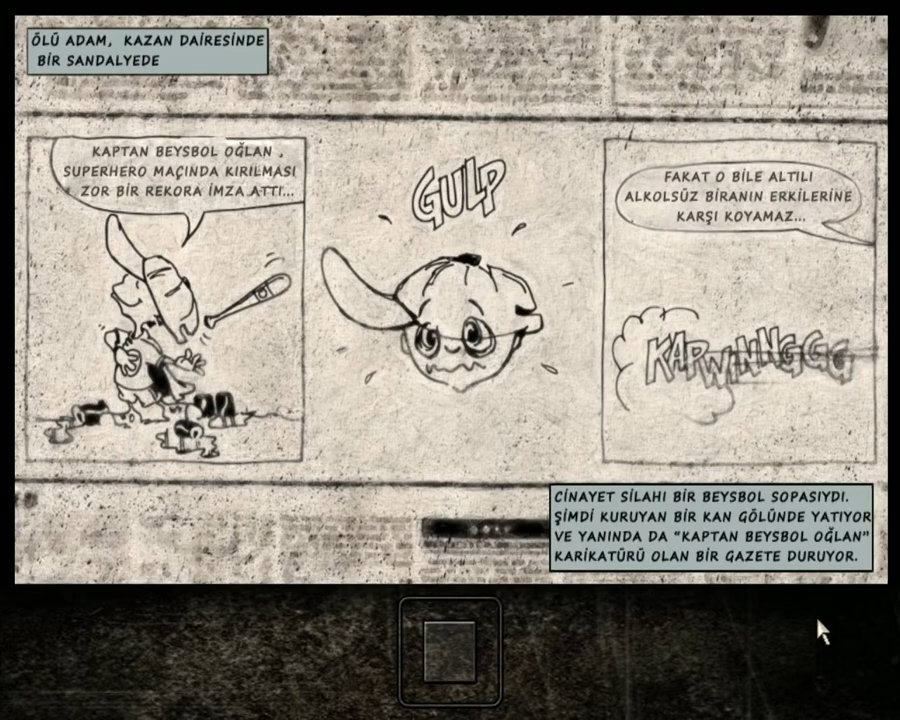 ÖLÜ ADAM, KAZAN DAİRESİNDE
BİR SANDALYEDE
KAPTAN BEYSBOL OĞLAN ,
SUPERHERO MAÇINDA KIRILMASI
ZOR BİR REKORA İMZA ATTI...
GULP
FAKAT O BİLE ALTILI
ALKOLSÜZ BİRANIN ERKİLERİNE
KARŞI KOYAMAZ...
KAPWINNGGG
CİNAYET SİLAHI BİR BEYSBOL SOPASIYDI.
ŞİMDİ KURUYAN BİR KAN GÖLÜNDE YATIYOR
VE YANINDA DA "KAPTAN BEYSBOL OĞLAN"
KARİKATÜRÜ OLAN BİR GAZETE DURUYOR.